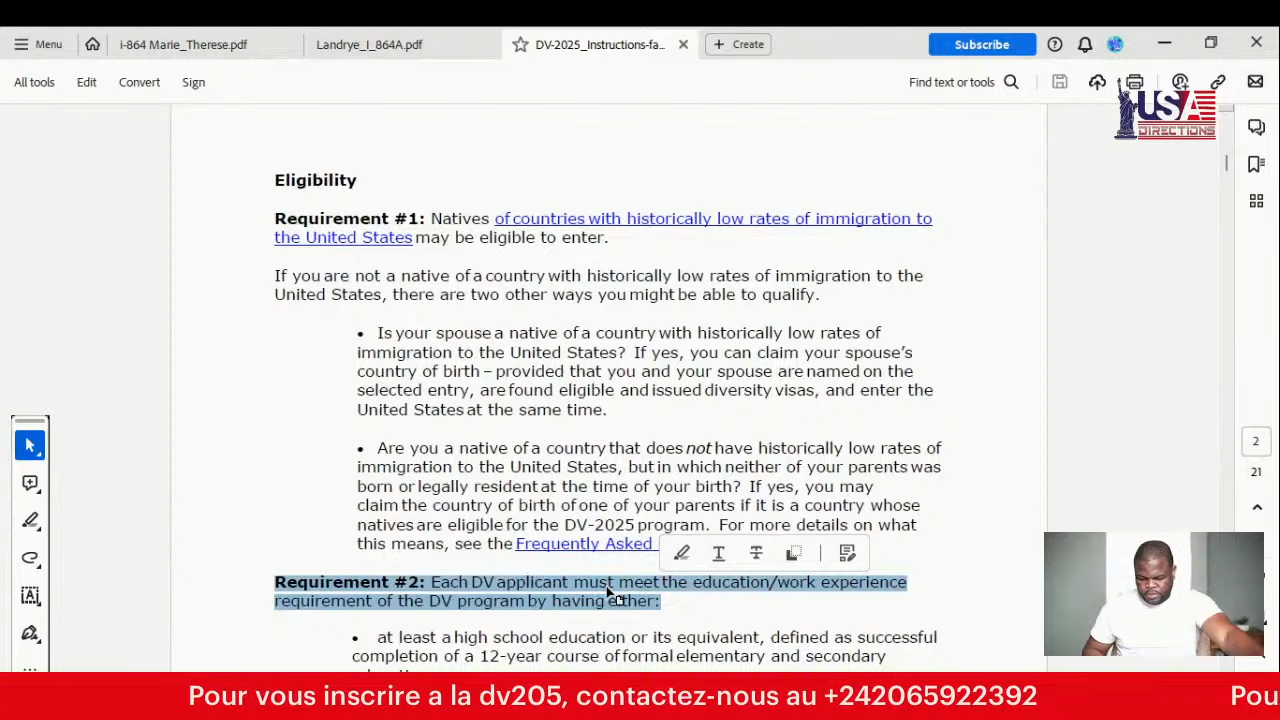 Menu
i-864 Marie_Therese.pdf
Landrye_I_864A.pdf
DV-2025_Instructions-fa...
Create
Subscribe
All tools
Edit
Convert
Sign
Find text or tools
USA
DIRECTIONS
Eligibility
Requirement #1: Natives of countries with historically low rates of immigration to
the United States may be eligible to enter.
If you are not a native of a country with historically low rates of immigration to the
United States, there are two other ways you might be able to qualify.
• Is your spouse a native of a country with historically low rates of
immigration to the United States? If yes, you can claim your spouse's
country of birth – provided that you and your spouse are named on the
selected entry, are found eligible and issued diversity visas, and enter the
United States at the same time.
• Are you a native of a country that does not have historically low rates of
immigration to the United States, but in which neither of your parents was
born or legally resident at the time of your birth? If yes, you may
claim the country of birth of one of your parents if it is a country whose
natives are eligible for the DV-2025 program. For more details on what
this means, see the Frequently Asked
Requirement #2: Each DV applicant must meet the education/work experience
requirement of the DV program by having either:
• at least a high school education or its equivalent, defined as successful
completion of a 12-year course of formal elementary and secondary
2
21
Pour vous inscrire a la dv205, contactez-nous au +242065922392
Pou